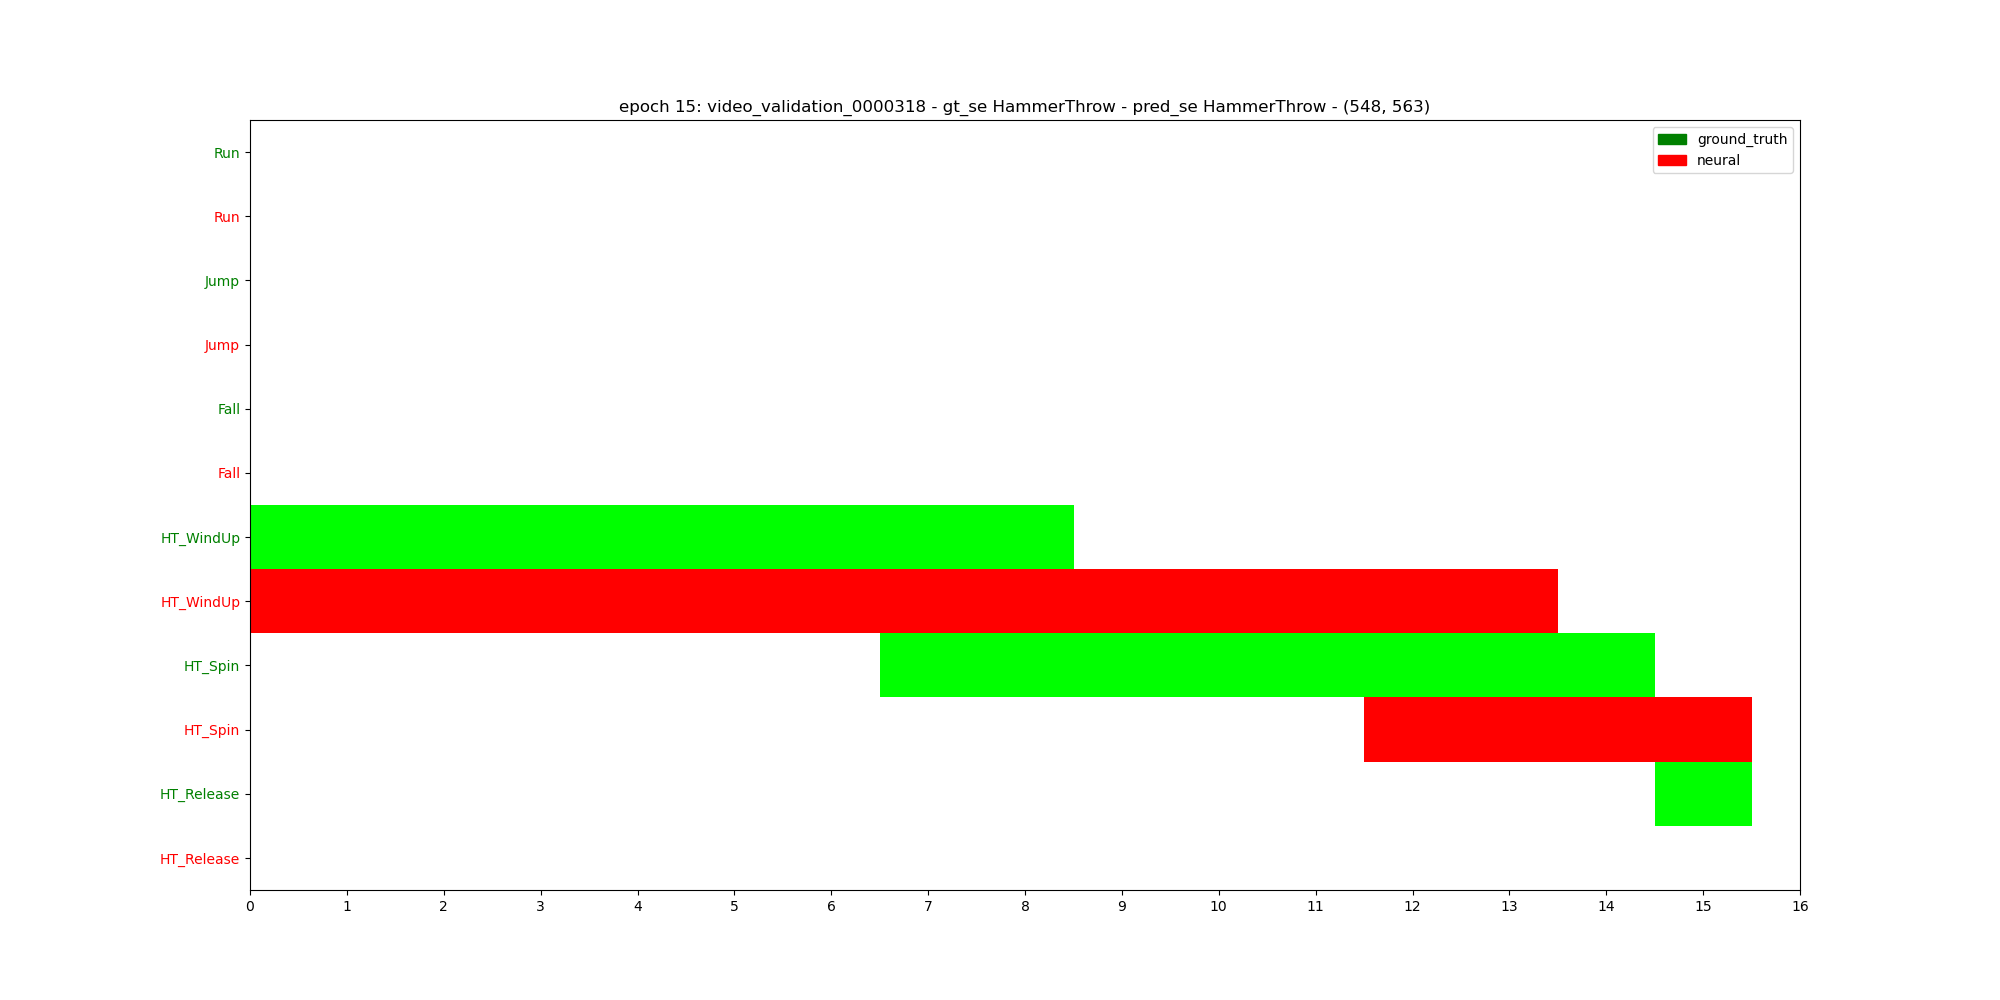 epoch 15: video_validation_0000318 - gt_se HammerThrow - pred_se HammerThrow - (548, 563)
ground_truth
neural
Run
Run
Jump
Jump
Fall
Fall
HT_WindUp
HT_WindUp
HT_Spin
HT_Spin
HT_Release
HT_Release
0 1 2 3 4 5 6 7 8 9 10 11 12 13 14 15 16